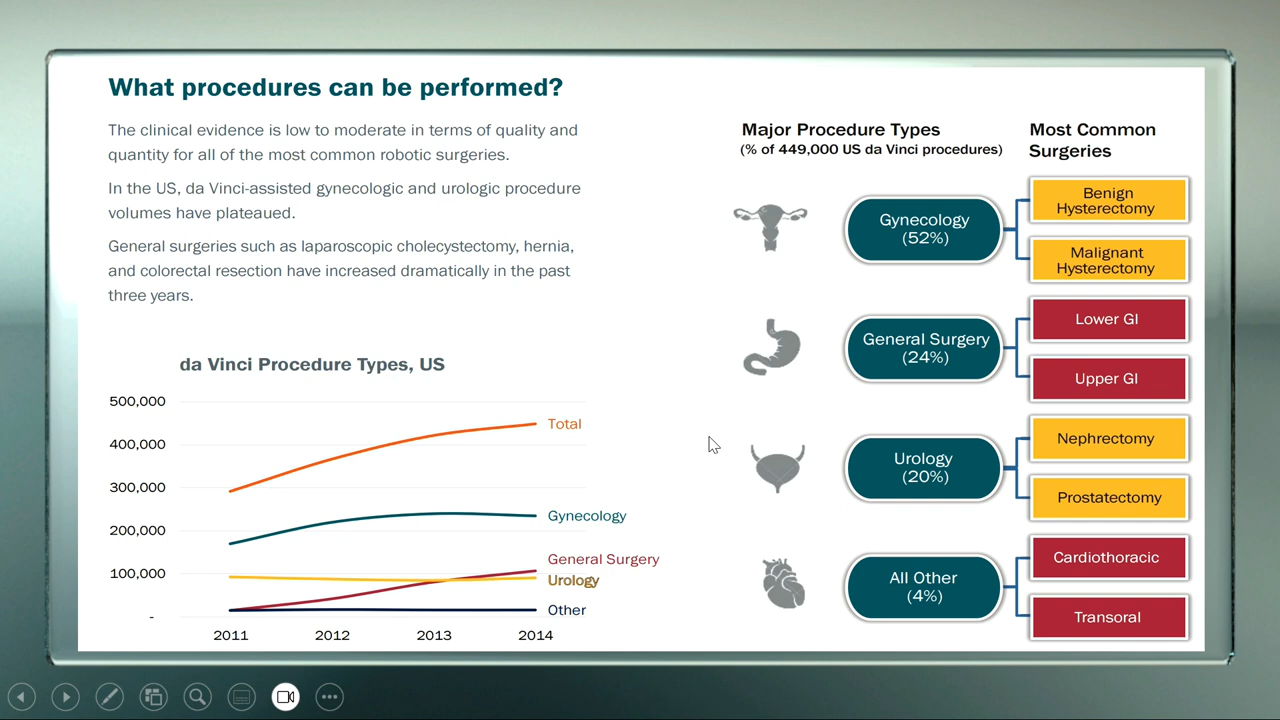 What procedures can be performed?
The clinical evidence is low to moderate in terms of quality and
quantity for all of the most common robotic surgeries.
In the US, da Vinci-assisted gynecologic and urologic procedure
volumes have plateaued.
General surgeries such as laparoscopic cholecystectomy, hernia,
and colorectal resection have increased dramatically in the past
three years.
da Vinci Procedure Types, US
500,000
400,000
300,000
200,000
100,000
-
2011
2012
2013
2014
Total
Gynecology
General Surgery
Urology
Other
Major Procedure Types
(% of 449,000 US da Vinci procedures)
Most Common
Surgeries
Gynecology
(52%)
Benign
Hysterectomy
Malignant
Hysterectomy
General Surgery
(24%)
Lower GI
Upper GI
Urology
(20%)
Nephrectomy
Prostatectomy
All Other
(4%)
Cardiothoracic
Transoral